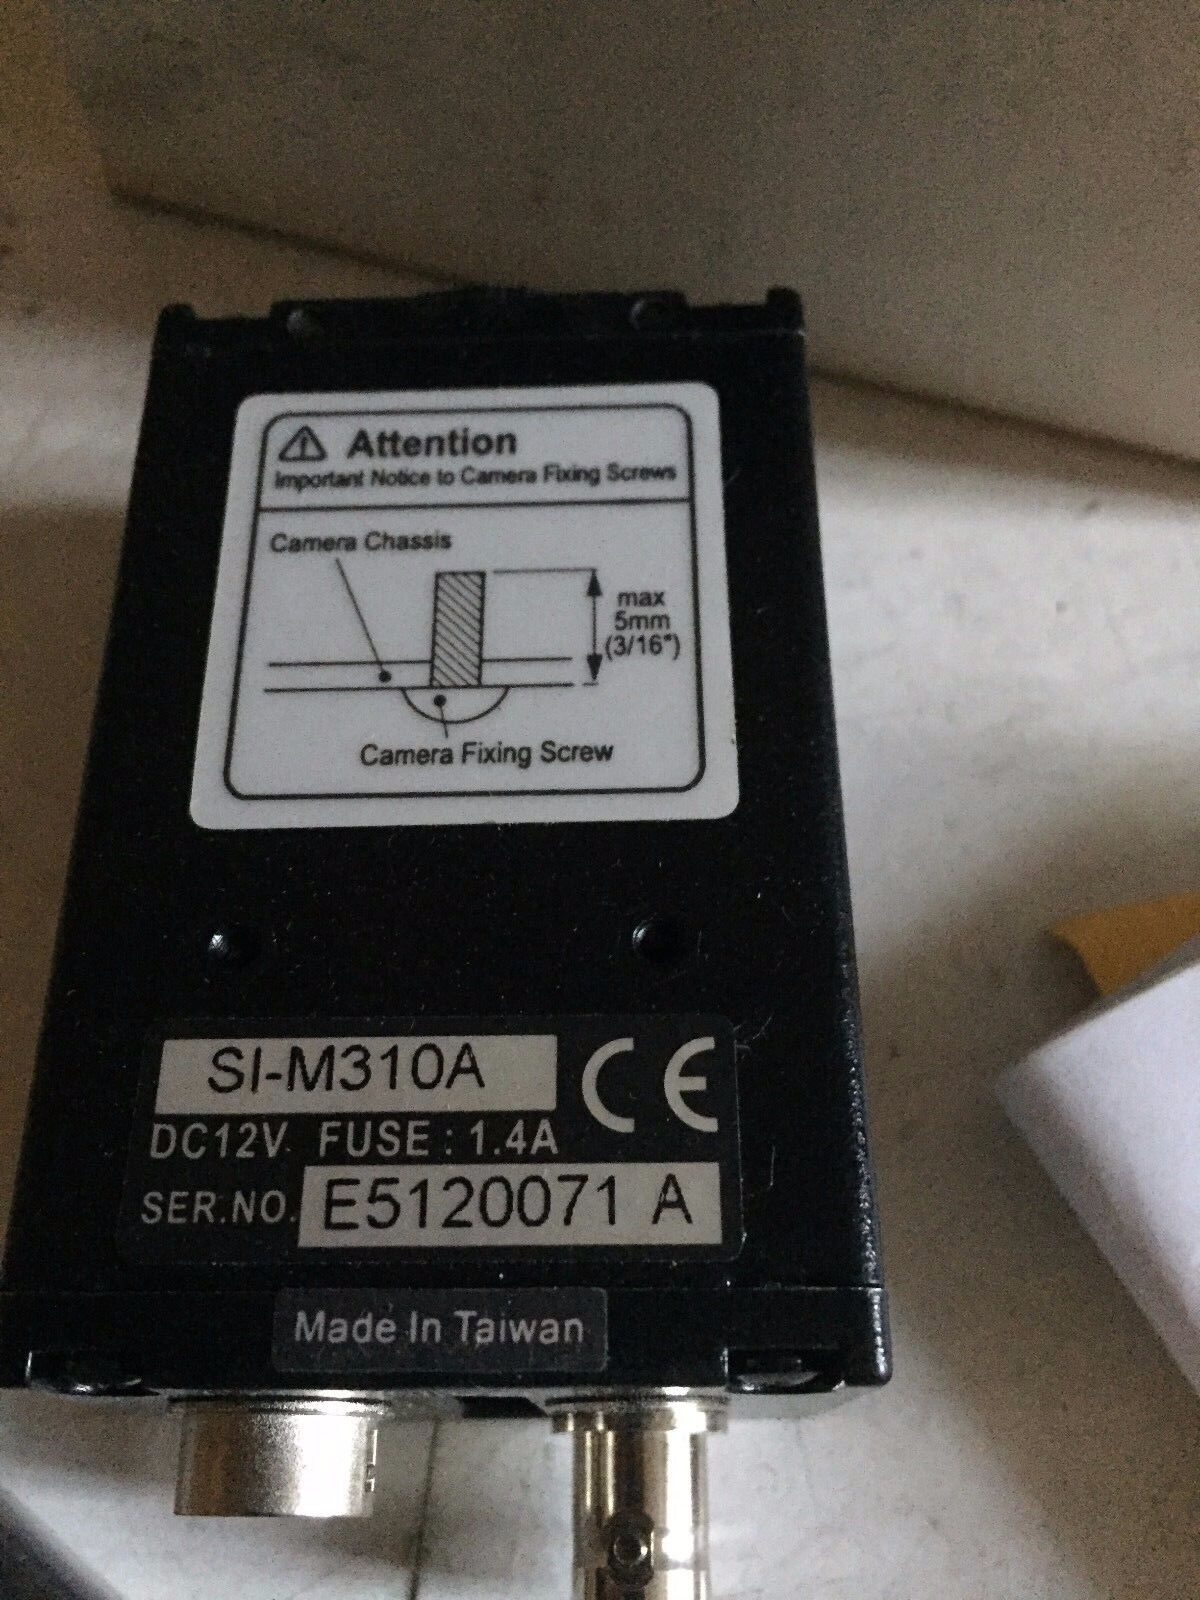 Attention
Important Notice to Camera Fixing Screws
Camera Chassis
max
5mm
(3/16")
Camera Fixing Screw
SI-M310A
CE
DC12V FUSE : 1.4A
SER.NO. E5120071 A
Made In Taiwan